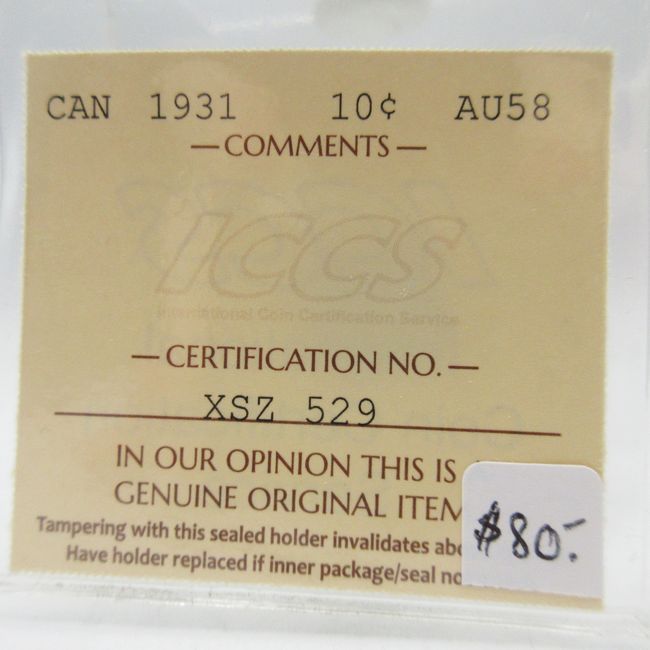 CAN 1931 10¢ AU58
— COMMENTS —
ICCS
International Coin Certification Service
— CERTIFICATION NO. —
XSZ 529
IN OUR OPINION THIS IS
GENUINE ORIGINAL ITEM
Tampering with this sealed holder invalidates
Have holder replaced if inner package/seal
$80.-